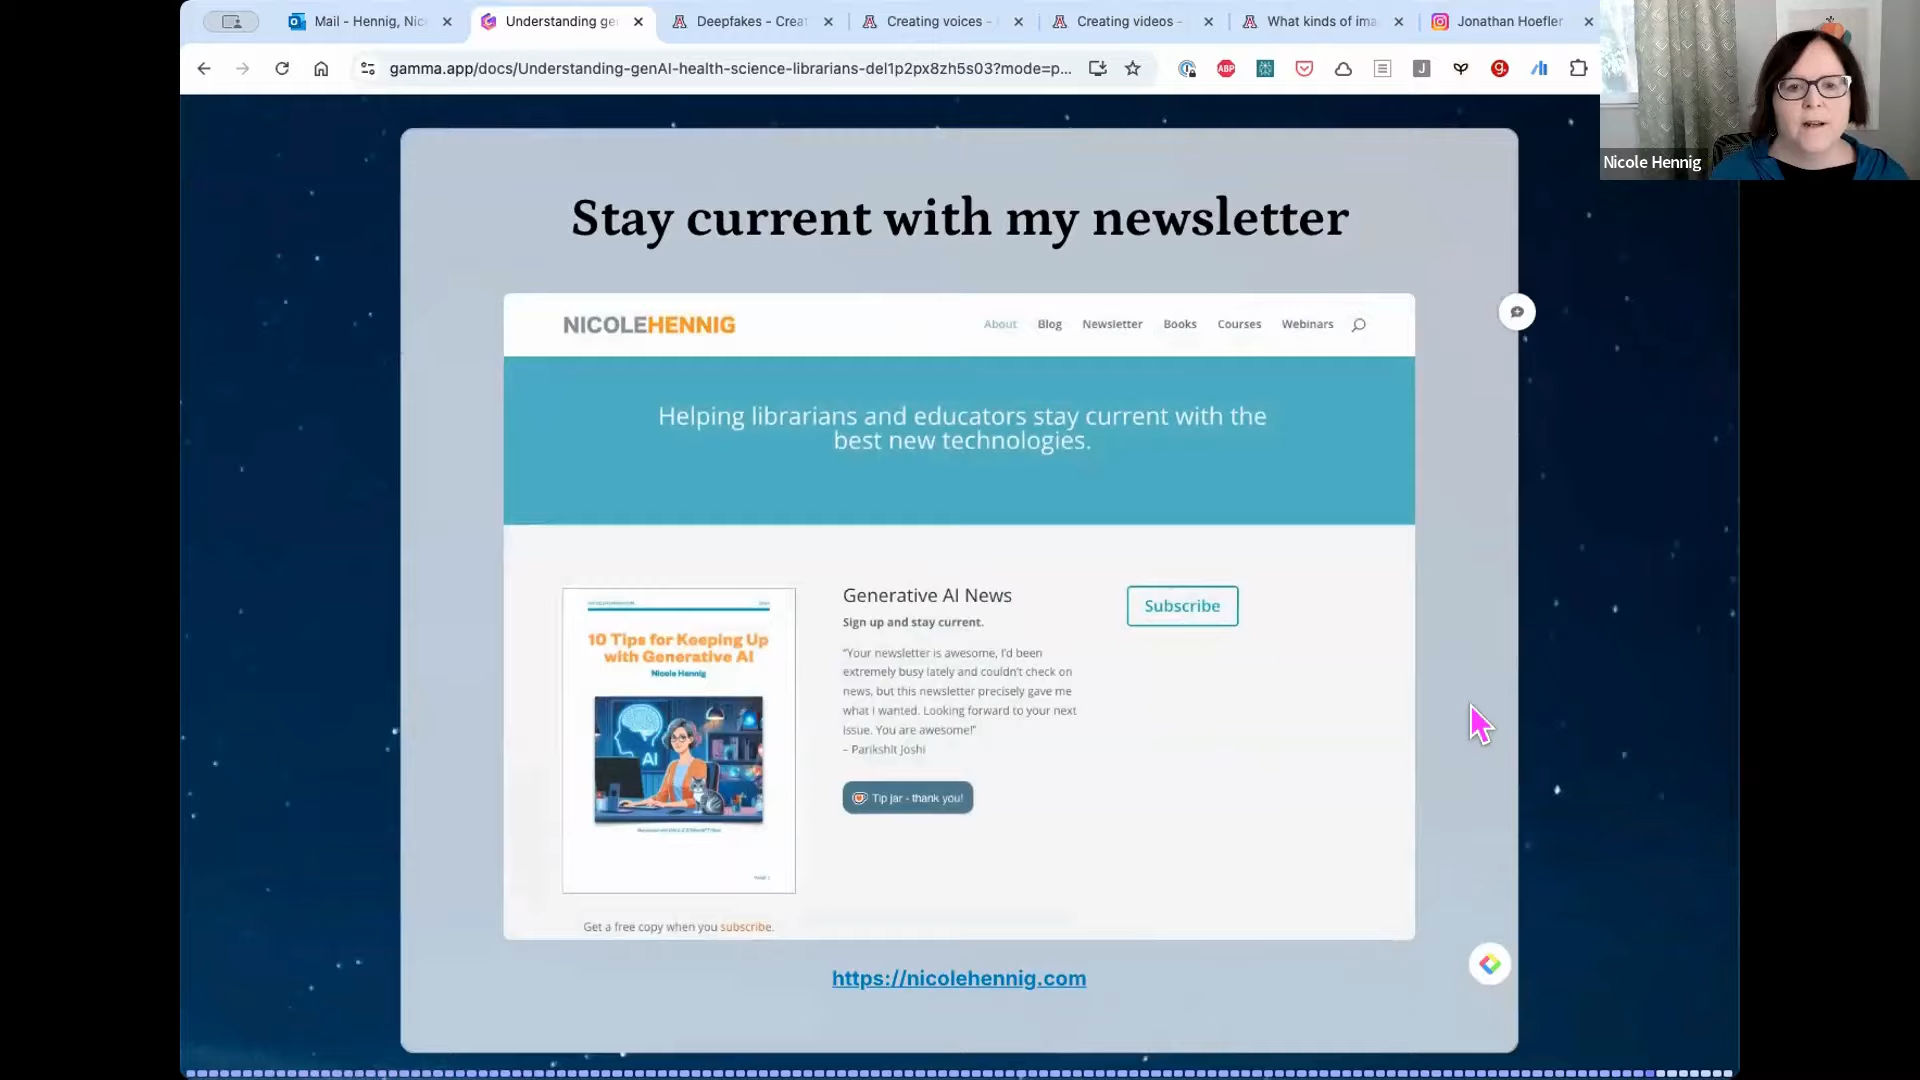 Mail - Hennig, Nic
Understanding ge
Deepfakes - Creat
Creating voices -
Creating videos -
What kinds of ima
Jonathan Hoefler
gamma.app/docs/Understanding-genAI-health-science-librarians-del1p2px8zh5s03?mode=p...
Nicole Hennig
Stay current with my newsletter
NICOLEHENNIG
About Blog Newsletter Books Courses Webinars
Helping librarians and educators stay current with the
best new technologies.
10 Tips for Keeping Up
with Generative AI
Nicole Hennig
AI
Generative AI News
Sign up and stay current.
“Your newsletter is awesome, I’d been
extremely busy lately and couldn’t check on
news, but this newsletter precisely gave me
what I wanted. Looking forward to your next
issue. You are awesome!”
– Parikshit Joshi
Tip jar - thank you!
Subscribe
Get a free copy when you subscribe.
https://nicolehennig.com